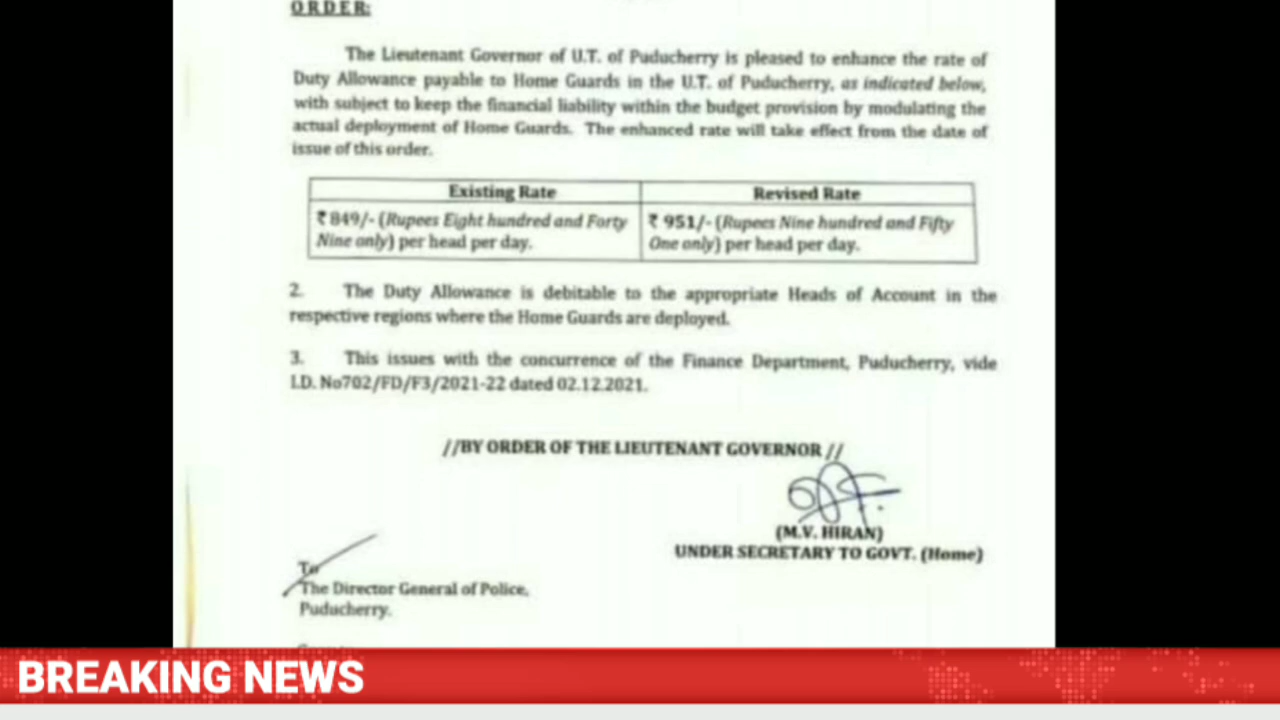 ORDER:
The Lieutenant Governor of U.T. of Puducherry is pleased to enhance the rate of
Duty Allowance payable to Home Guards in the U.T. of Puducherry, as indicated below,
with subject to keep the financial liability within the budget provision by modulating the
actual deployment of Home Guards. The enhanced rate will take effect from the date of
issue of this order.
Existing Rate
Revised Rate
₹ 849/- (Rupees Eight hundred and Forty
Nine only) per head per day.
₹ 951/- (Rupees Nine hundred and Fifty
One only) per head per day.
2. The Duty Allowance is debitable to the appropriate Heads of Account in the
respective regions where the Home Guards are deployed.
3. This issues with the concurrence of the Finance Department, Puducherry, vide
I.D. No702/FD/F3/2021-22 dated 02.12.2021.
//BY ORDER OF THE LIEUTENANT GOVERNOR //
(M.V. HIRAN)
UNDER SECRETARY TO GOVT. (Home)
To
The Director General of Police,
Puducherry.
BREAKING NEWS